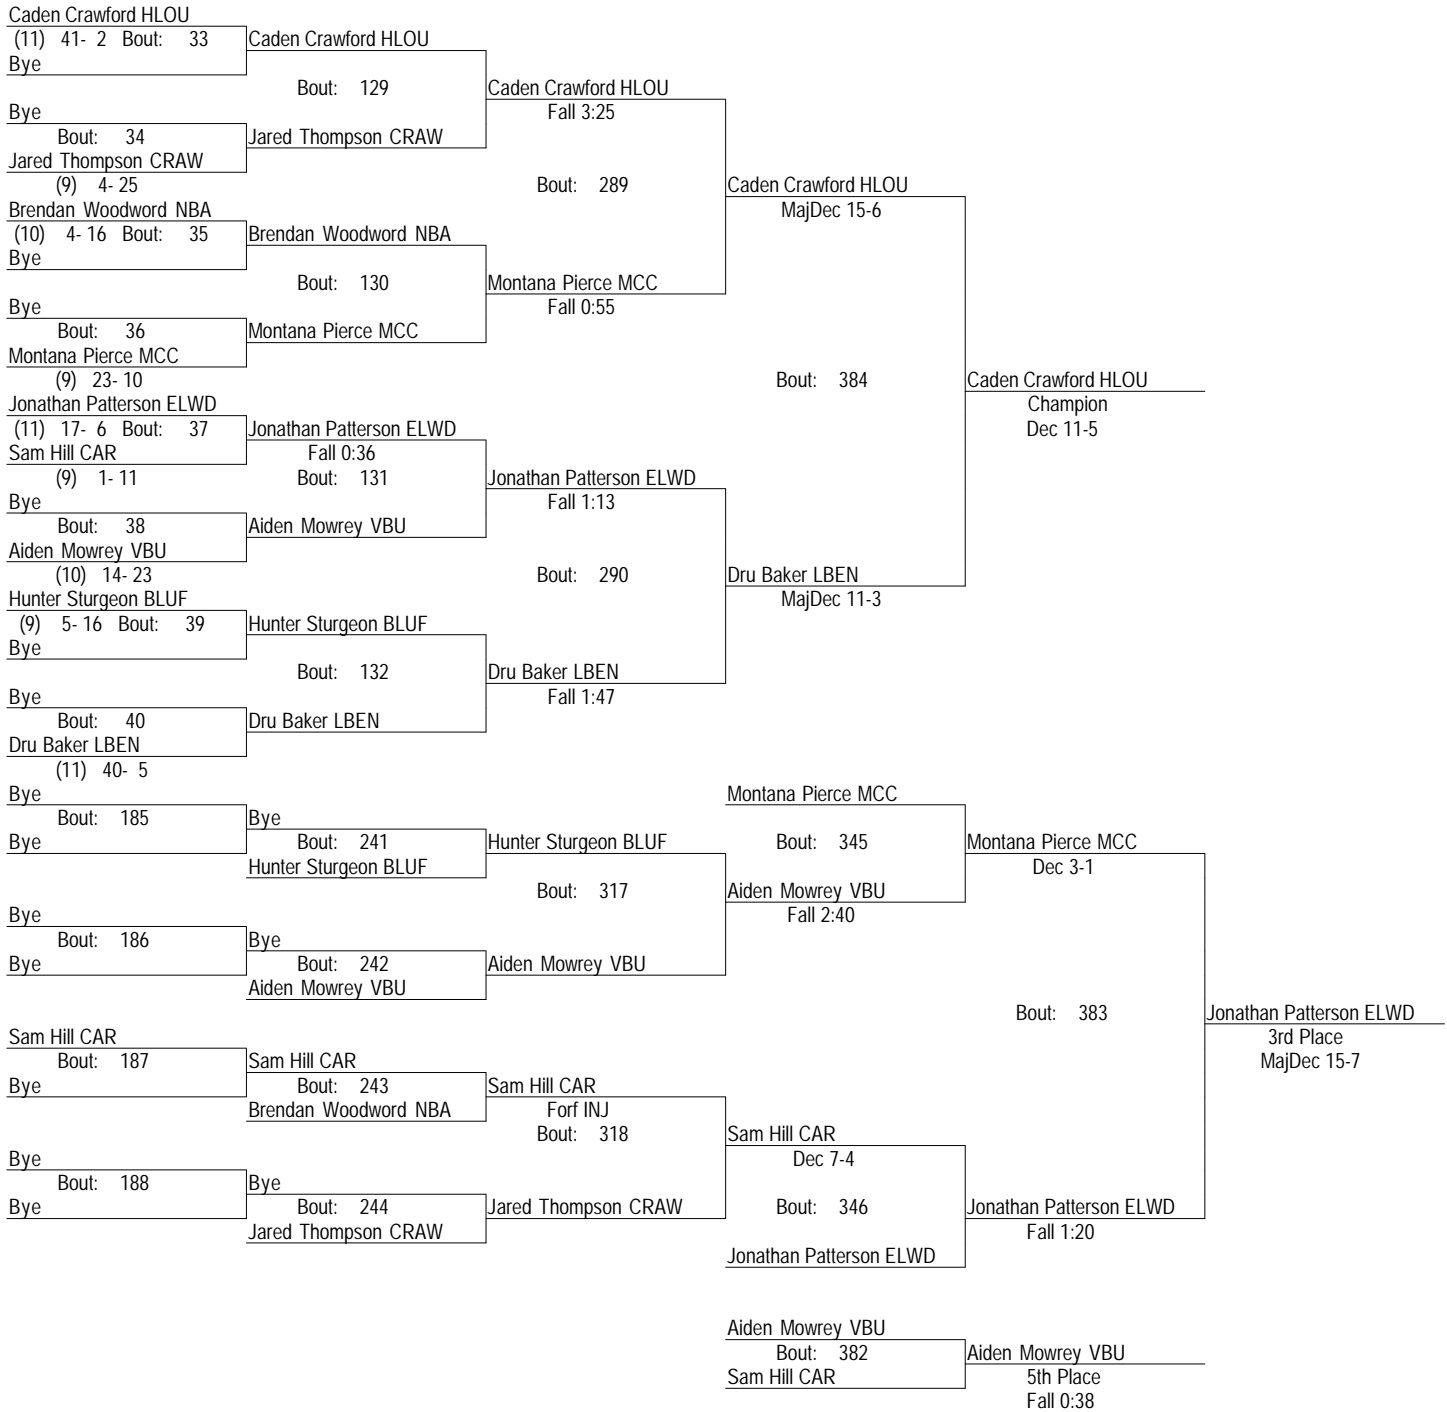 Caden Crawford HLOU
(11) 41- 2 Bout: 33 Caden Crawford HLOU
Bye
Bout: 129 Caden Crawford HLOU
Bye Fall 3:25
Bout: 34 Jared Thompson CRAW
Jared Thompson CRAW
(9) 4- 25 Bout: 289 Caden Crawford HLOU
Brendan Woodword NBA MajDec 15-6
(10) 4- 16 Bout: 35 Brendan Woodword NBA
Bye
Bout: 130 Montana Pierce MCC
Bye Fall 0:55
Bout: 36 Montana Pierce MCC
Montana Pierce MCC
(9) 23- 10 Bout: 384 Caden Crawford HLOU
Jonathan Patterson ELWD Champion
(11) 17- 6 Bout: 37 Jonathan Patterson ELWD Dec 11-5
Sam Hill CAR Fall 0:36
(9) 1- 11 Bout: 131 Jonathan Patterson ELWD
Bye Fall 1:13
Bout: 38 Aiden Mowrey VBU
Aiden Mowrey VBU
(10) 14- 23 Bout: 290 Dru Baker LBEN
Hunter Sturgeon BLUF MajDec 11-3
(9) 5- 16 Bout: 39 Hunter Sturgeon BLUF
Bye
Bout: 132 Dru Baker LBEN
Bye Fall 1:47
Bout: 40 Dru Baker LBEN
Dru Baker LBEN
(11) 40- 5
Bye Montana Pierce MCC
Bout: 185 Bye
Bye Bout: 241 Hunter Sturgeon BLUF Bout: 345 Montana Pierce MCC
Hunter Sturgeon BLUF Dec 3-1
Bout: 317 Aiden Mowrey VBU
Bye Fall 2:40
Bout: 186 Bye
Bye Bout: 242 Aiden Mowrey VBU
Aiden Mowrey VBU
Bout: 383 Jonathan Patterson ELWD
Sam Hill CAR 3rd Place
Bout: 187 Sam Hill CAR MajDec 15-7
Bye Bout: 243 Sam Hill CAR
Brendan Woodword NBA Forf INJ
Bout: 318 Sam Hill CAR
Bye Dec 7-4
Bout: 188 Bye
Bye Bout: 244 Jared Thompson CRAW Bout: 346 Jonathan Patterson ELWD
Jared Thompson CRAW Fall 1:20
Jonathan Patterson ELWD
Aiden Mowrey VBU
Bout: 382 Aiden Mowrey VBU
Sam Hill CAR 5th Place
Fall 0:38